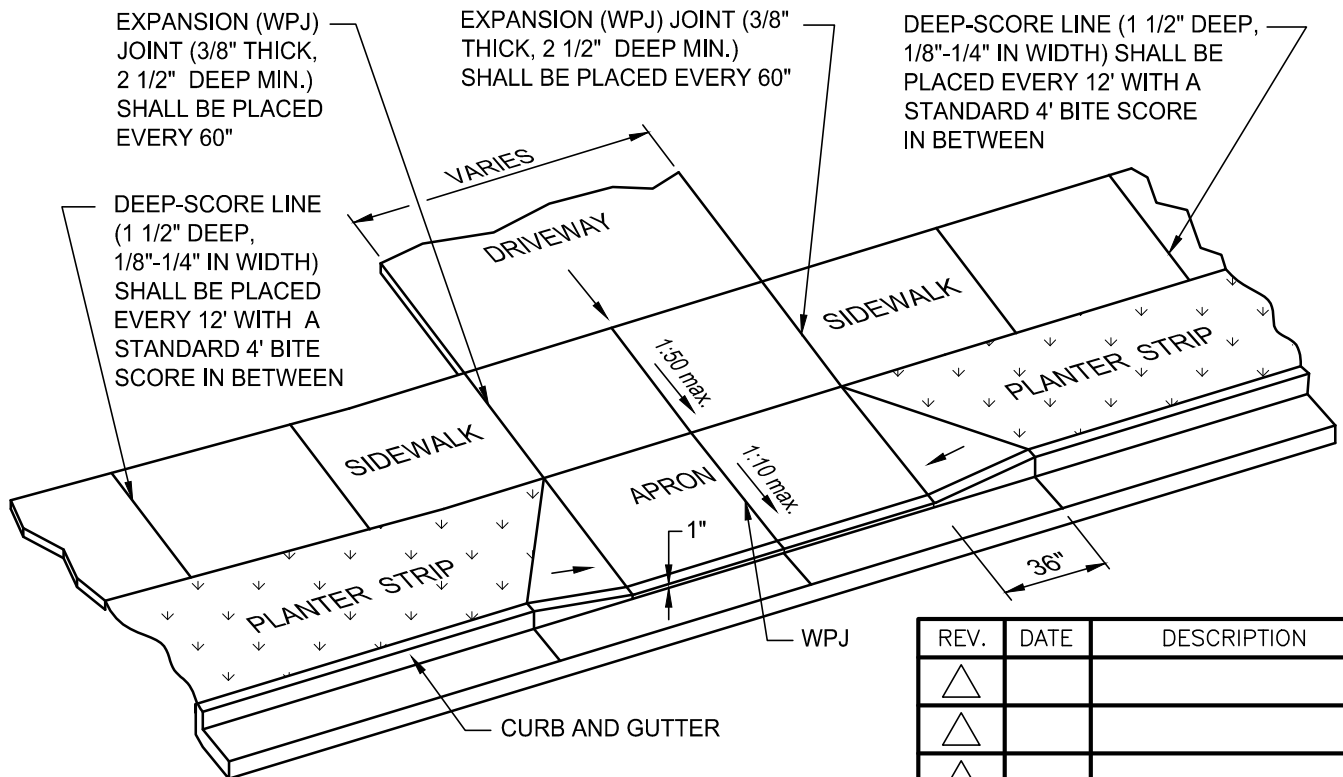 EXPANSION (WPJ)
JOINT (3/8" THICK,
2 1/2" DEEP MIN.)
SHALL BE PLACED
EVERY 60"
EXPANSION (WPJ) JOINT (3/8"
THICK, 2 1/2" DEEP MIN.)
SHALL BE PLACED EVERY 60"
DEEP-SCORE LINE (1 1/2" DEEP,
1/8"-1/4" IN WIDTH) SHALL BE
PLACED EVERY 12' WITH A
STANDARD 4' BITE SCORE
IN BETWEEN
DEEP-SCORE LINE
(1 1/2" DEEP,
1/8"-1/4" IN WIDTH)
SHALL BE PLACED
EVERY 12' WITH A
STANDARD 4' BITE
SCORE IN BETWEEN
VARIES
DRIVEWAY
SIDEWALK
PLANTER STRIP
1:50 max.
SIDEWALK
APRON
1:10 max.
1"
PLANTER STRIP
36"
WPJ
CURB AND GUTTER
REV. DATE DESCRIPTION